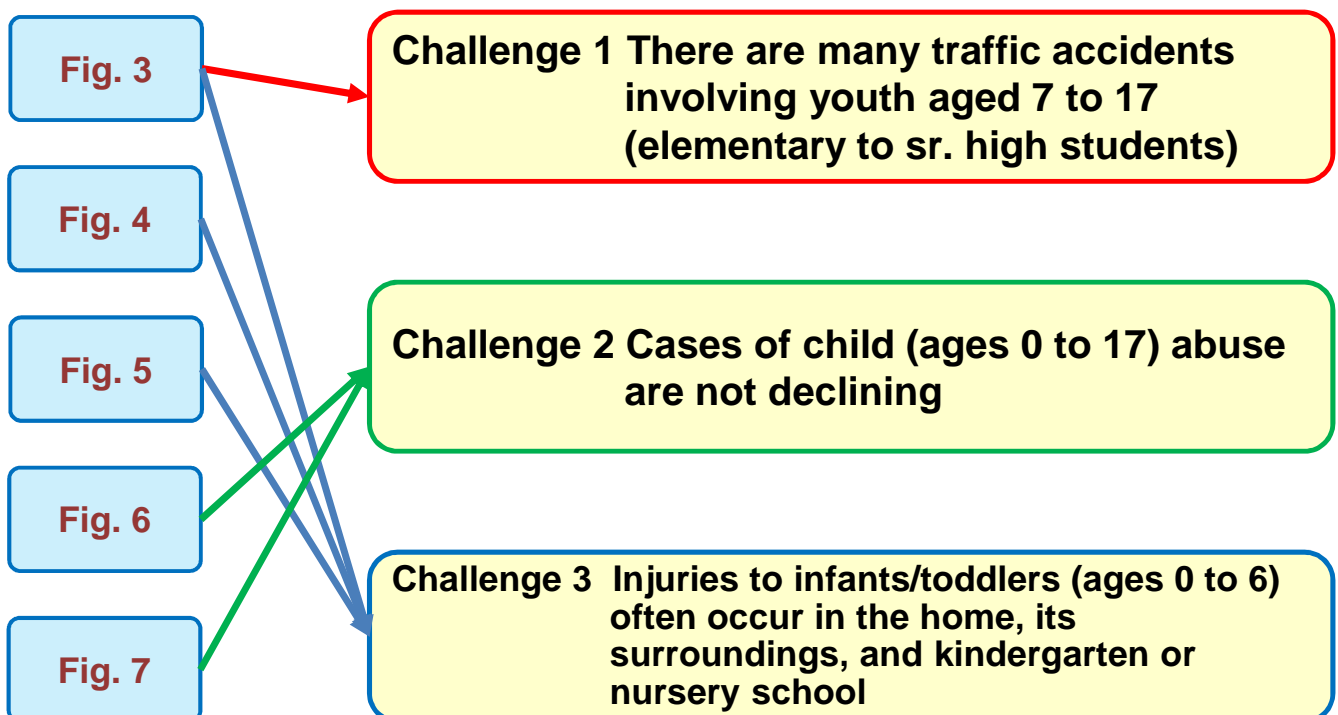 Fig. 3
Fig. 4
Fig. 5
Fig. 6
Fig. 7
Challenge 1 There are many traffic accidents
involving youth aged 7 to 17
(elementary to sr. high students)
Challenge 2 Cases of child (ages 0 to 17) abuse
are not declining
Challenge 3 Injuries to infants/toddlers (ages 0 to 6)
often occur in the home, its
surroundings, and kindergarten or
nursery school